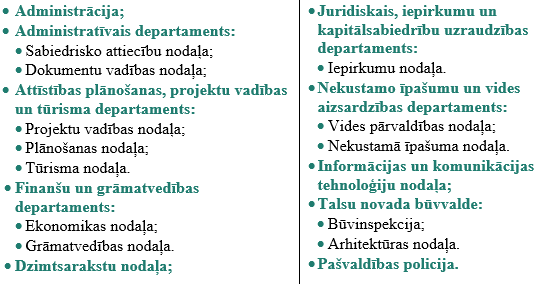 • Administrācija;
• Administratīvais departaments:
• Sabiedrisko attiecību nodaļa;
• Dokumentu vadības nodaļa;
• Attīstības plānošanas, projektu vadības
un tūrisma departaments:
• Projektu vadības nodaļa;
• Plānošanas nodaļa;
• Tūrisma nodaļa.
• Finanšu un grāmatvedības
departaments:
• Ekonomikas nodaļa;
• Grāmatvedības nodaļa.
• Dzimtsarakstu nodaļa;
• Juridiskais, iepirkumu un
kapitālsabiedrību uzraudzības
departaments:
• Iepirkumu nodaļa.
• Nekustamo īpašumu un vides
aizsardzības departaments:
• Vides pārvaldības nodaļa;
• Nekustamā īpašuma nodaļa.
• Informācijas un komunikācijas
tehnoloģiju nodaļa;
• Talsu novada būvvalde:
• Būvinspekcija;
• Arhitektūras nodaļa.
• Pašvaldības policija.